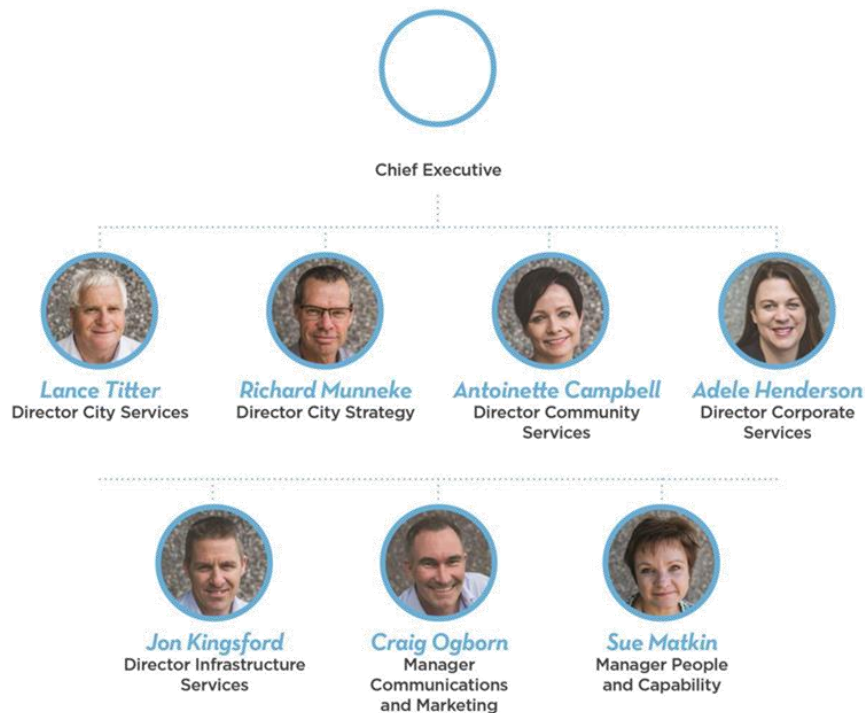 Chief Executive
Lance Titter
Director City Services
Richard Munneke
Director City Strategy
Antoinette Campbell
Director Community
Services
Adele Henderson
Director Corporate
Services
Jon Kingsford
Director Infrastructure
Services
Craig Ogborn
Manager
Communications
and Marketing
Sue Matkin
Manager People
and Capability